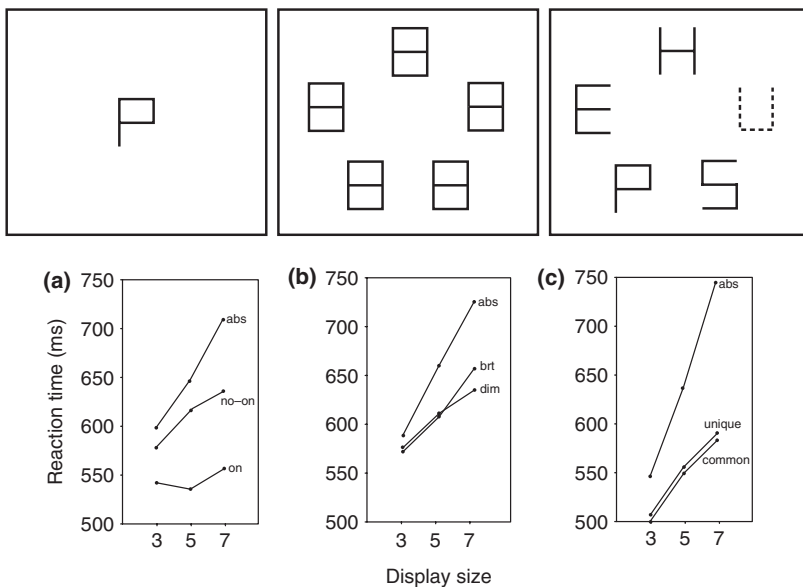 P
H
E
U
P
S
(a)
750
700
650
600
550
500
3 5 7
abs
no–on
on
Reaction time (ms)
(b)
750
700
650
600
550
500
3 5 7
abs
brt
dim
Display size
(c)
750
700
650
600
550
500
3 5 7
abs
unique
common